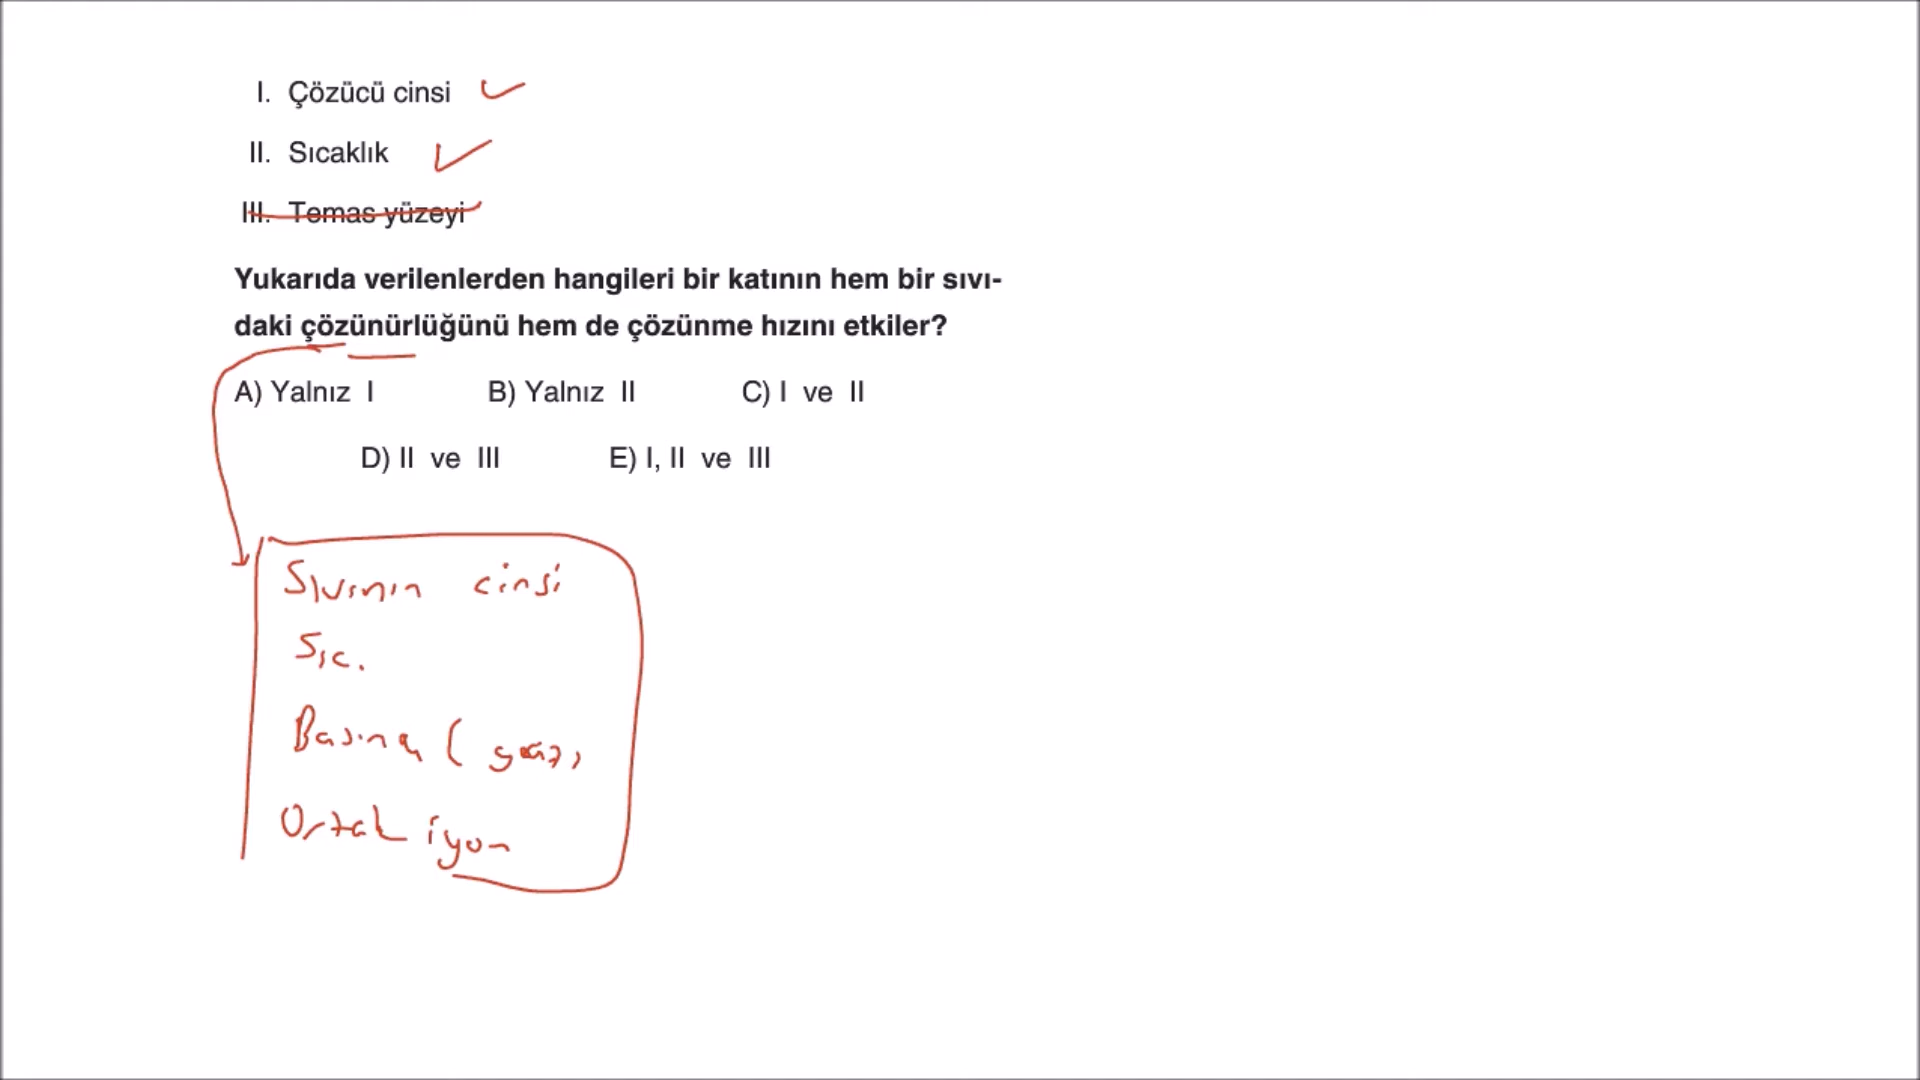 I. Çözücü cinsi
II. Sıcaklık
III. Temas yüzeyi
Yukarıda verilenlerden hangileri bir katının hem bir sıvı-
daki çözünürlüğünü hem de çözünme hızını etkiler?
A) Yalnız I B) Yalnız II C) I ve II
D) II ve III E) I, II ve III
Sıvının cinsi
Sıc.
Basınç ( gaz)
Ortak iyon